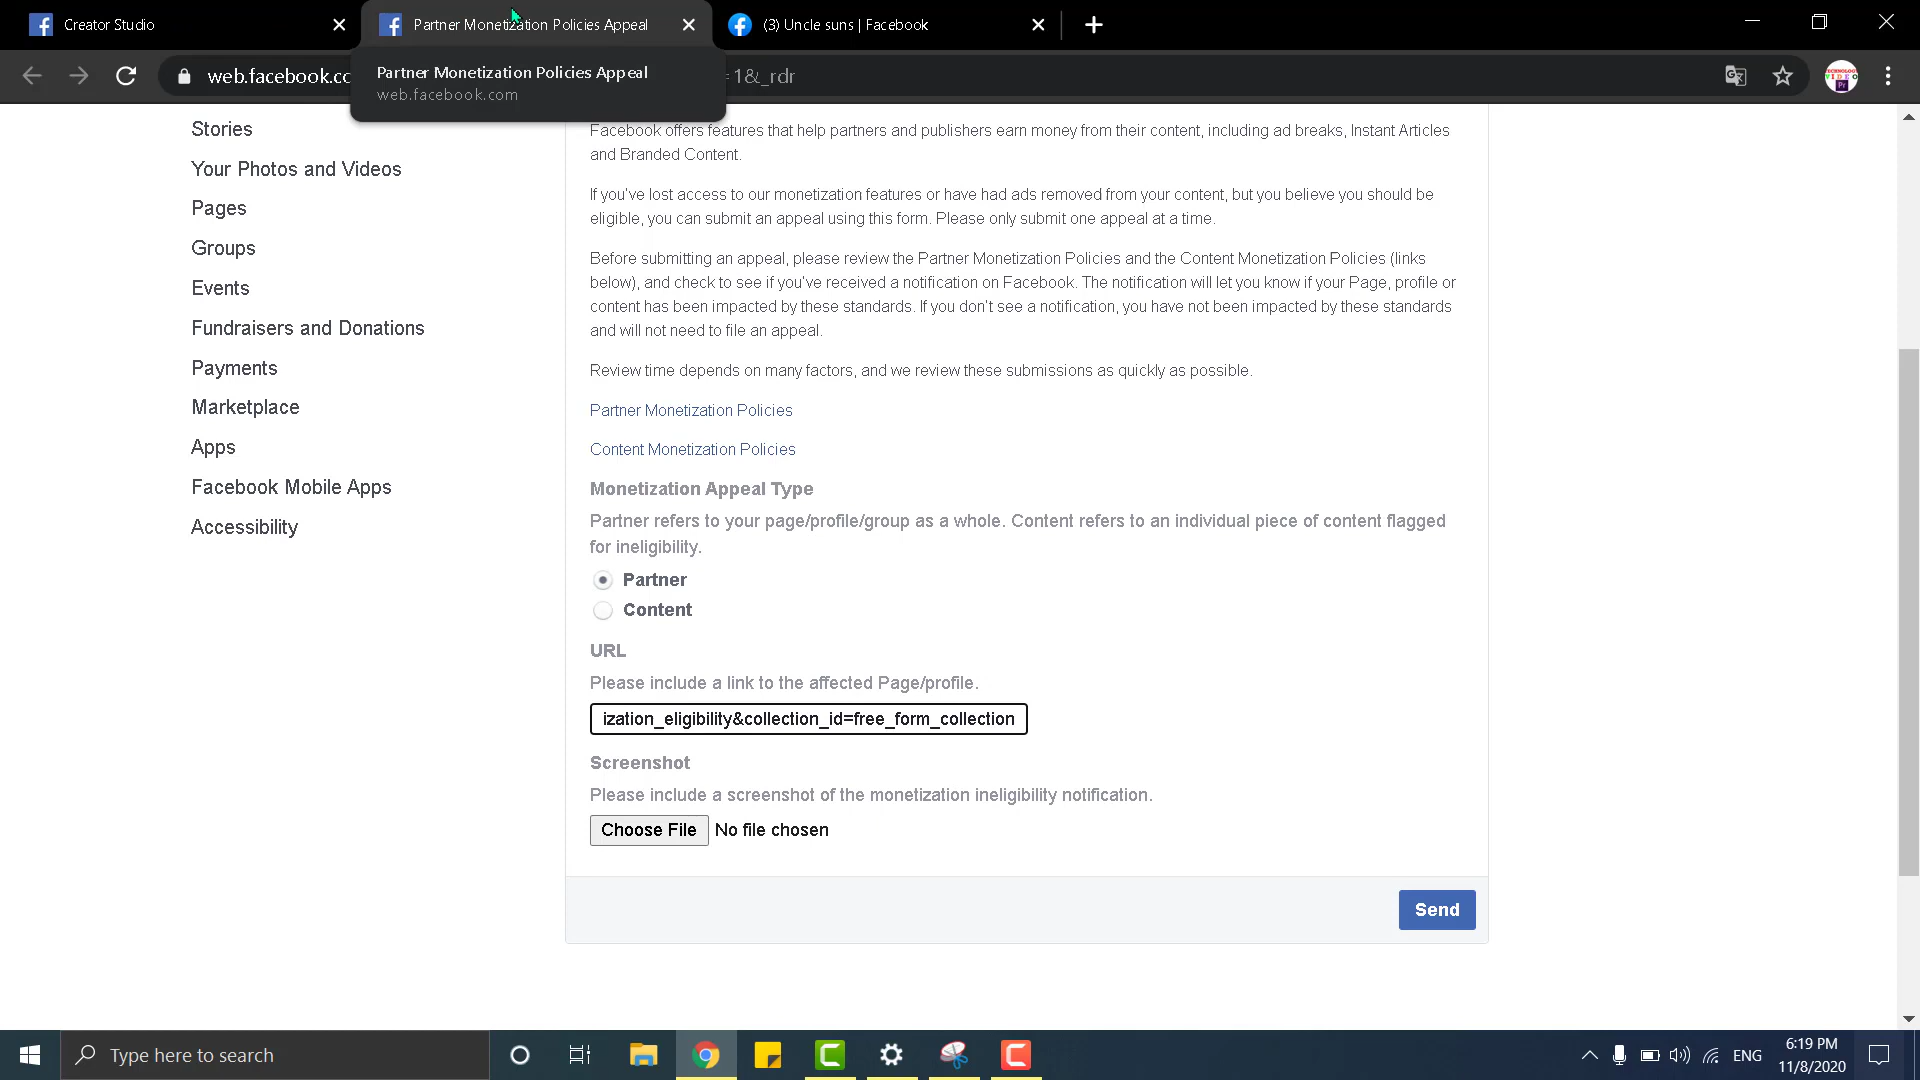 Creator Studio
Partner Monetization Policies Appeal
(3) Uncle suns | Facebook
web.facebook.co
=1&_rdr
Partner Monetization Policies Appeal
web.facebook.com
Stories
Your Photos and Videos
Pages
Groups
Events
Fundraisers and Donations
Payments
Marketplace
Apps
Facebook Mobile Apps
Accessibility
Facebook offers features that help partners and publishers earn money from their content, including ad breaks, Instant Articles
and Branded Content.
If you've lost access to our monetization features or have had ads removed from your content, but you believe you should be
eligible, you can submit an appeal using this form. Please only submit one appeal at a time.
Before submitting an appeal, please review the Partner Monetization Policies and the Content Monetization Policies (links
below), and check to see if you've received a notification on Facebook. The notification will let you know if your Page, profile or
content has been impacted by these standards. If you don't see a notification, you have not been impacted by these standards
and will not need to file an appeal.
Review time depends on many factors, and we review these submissions as quickly as possible.
Partner Monetization Policies
Content Monetization Policies
Monetization Appeal Type
Partner refers to your page/profile/group as a whole. Content refers to an individual piece of content flagged
for ineligibility.
Partner
Content
URL
Please include a link to the affected Page/profile.
ization_eligibility&collection_id=free_form_collection
Screenshot
Please include a screenshot of the monetization ineligibility notification.
Choose File No file chosen
Send
Type here to search
ENG
6:19 PM
11/8/2020